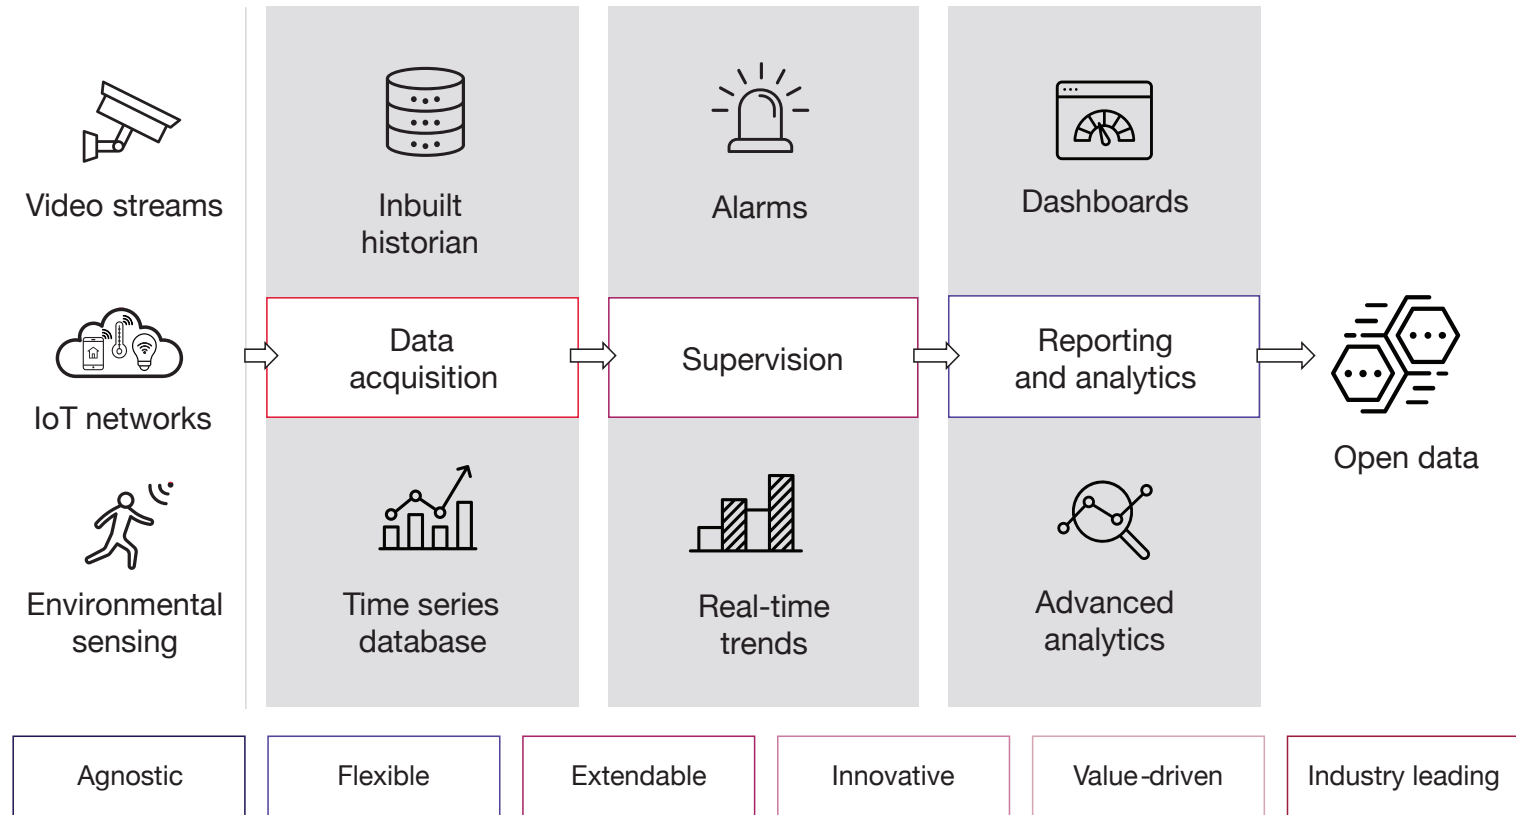 Video streams
IoT networks
Environmental
sensing
Inbuilt
historian
Data
acquisition
Time series
database
Alarms
Supervision
Real-time
trends
Dashboards
Reporting
and analytics
Advanced
analytics
Open data
Agnostic
Flexible
Extendable
Innovative
Value-driven
Industry leading